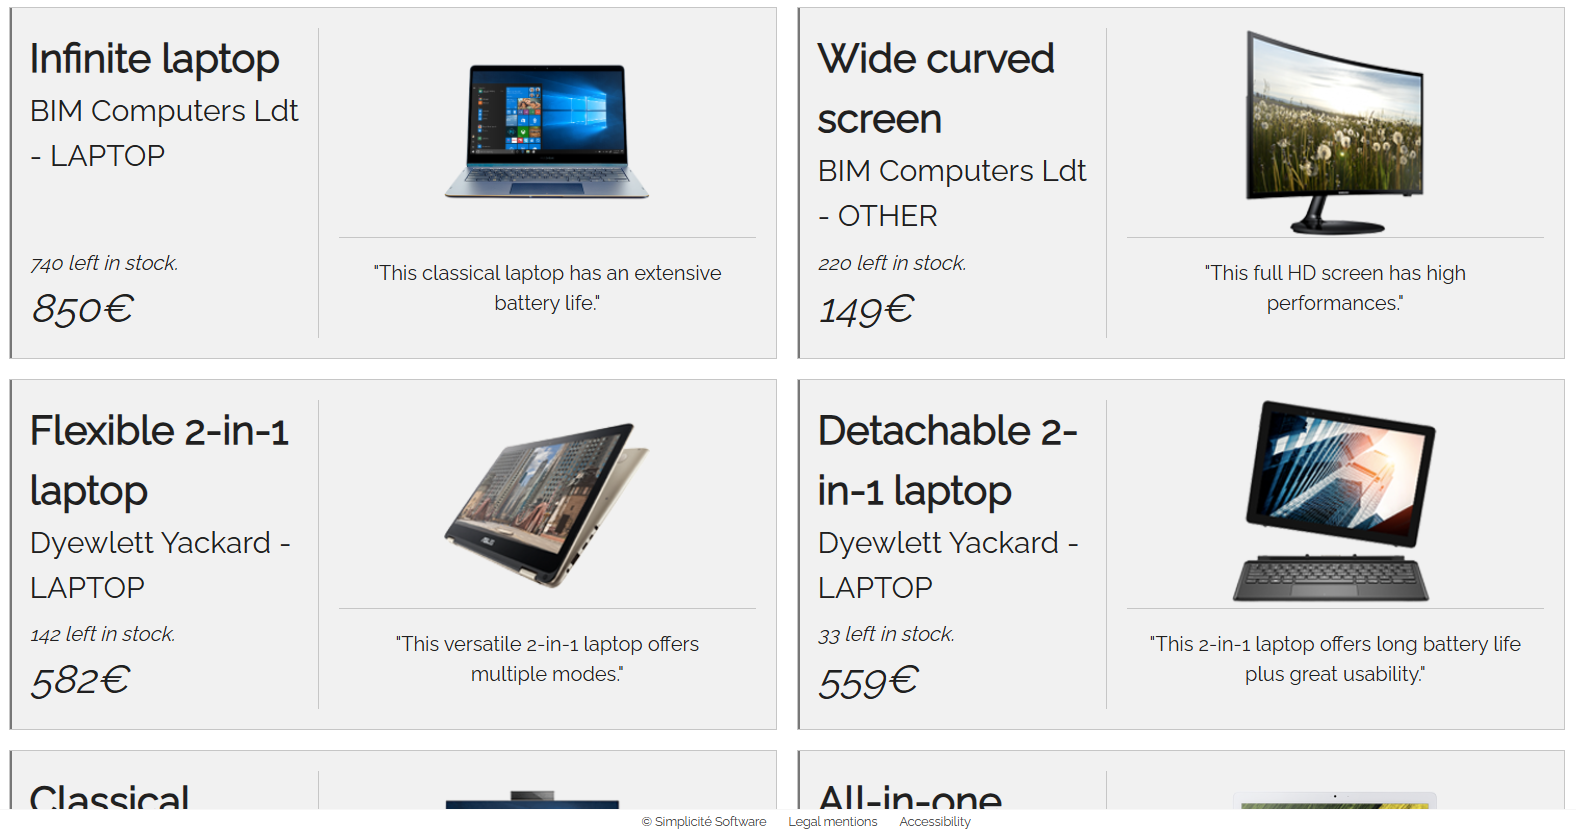 Infinite laptop
BIM Computers Ldt
- LAPTOP
740 left in stock.
850€
"This classical laptop has an extensive
battery life."
Wide curved
screen
BIM Computers Ldt
- OTHER
220 left in stock.
149€
"This full HD screen has high
performances."
Flexible 2-in-1
laptop
Dyewlett Yackard -
LAPTOP
142 left in stock.
582€
"This versatile 2-in-1 laptop offers
multiple modes."
Detachable 2-
in-1 laptop
Dyewlett Yackard -
LAPTOP
33 left in stock.
559€
"This 2-in-1 laptop offers long battery life
plus great usability."
Classical
All-in-one
© Simplicité Software
Legal mentions
Accessibility